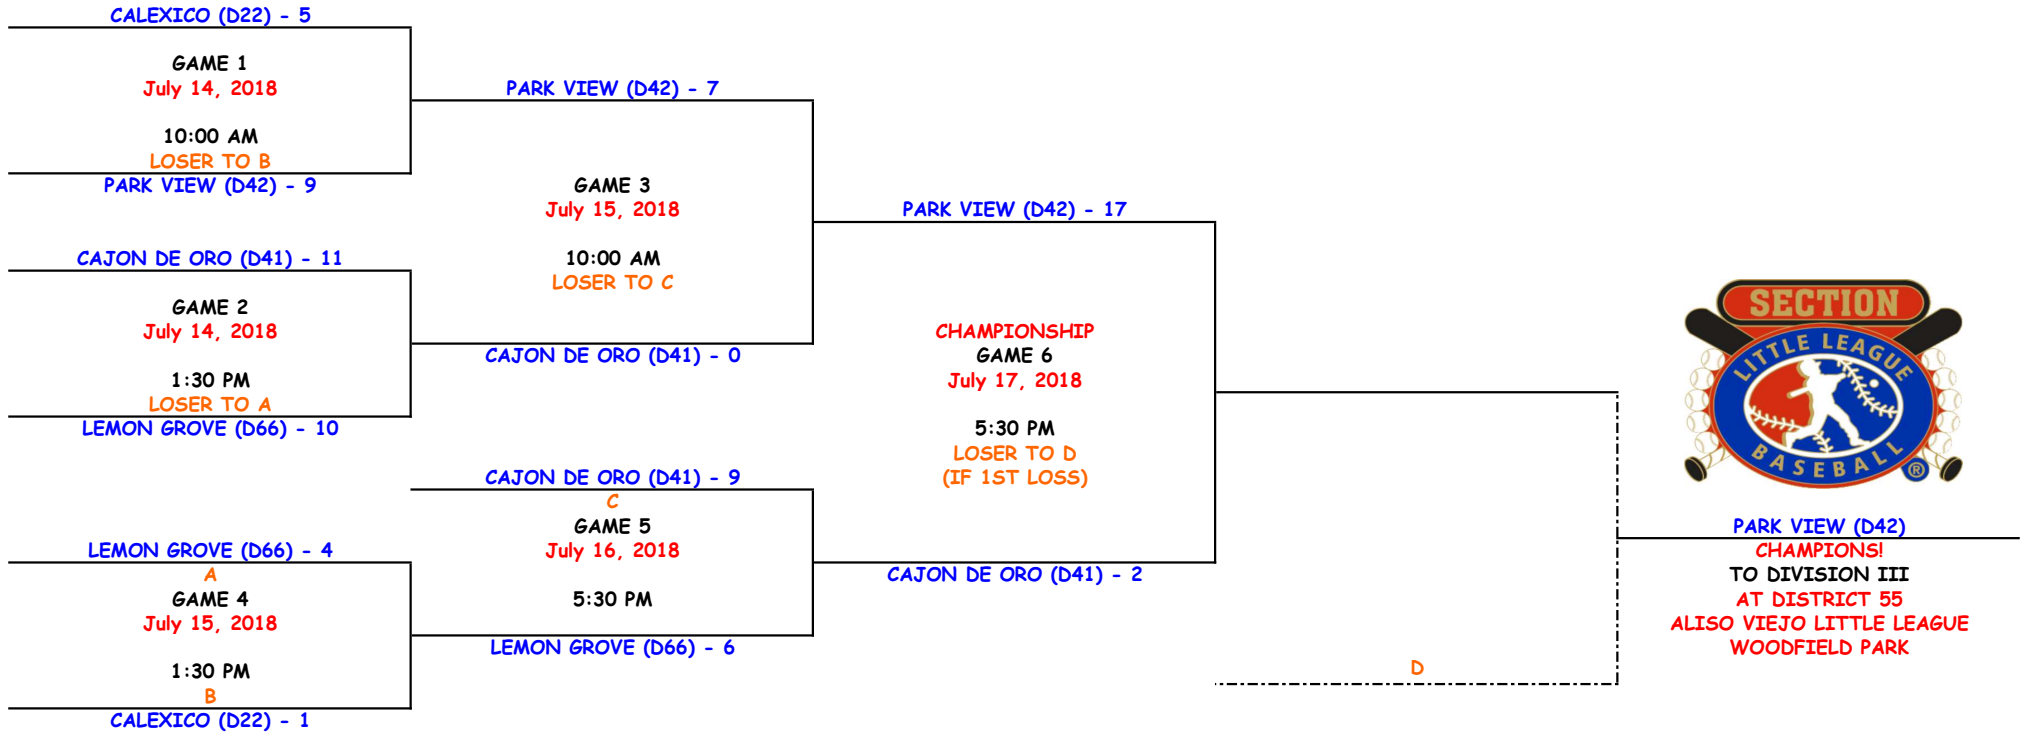 CALEXICO (D22) - 5
GAME 1
July 14, 2018
10:00 AM
LOSER TO B
PARK VIEW (D42) - 9
CAJON DE ORO (D41) - 11
GAME 2
July 14, 2018
1:30 PM
LOSER TO A
LEMON GROVE (D66) - 10
LEMON GROVE (D66) - 4
A
GAME 4
July 15, 2018
1:30 PM
B
CALEXICO (D22) - 1
PARK VIEW (D42) - 7
GAME 3
July 15, 2018
10:00 AM
LOSER TO C
CAJON DE ORO (D41) - 0
CAJON DE ORO (D41) - 9
C
GAME 5
July 16, 2018
5:30 PM
LEMON GROVE (D66) - 6
PARK VIEW (D42) - 17
CHAMPIONSHIP
GAME 6
July 17, 2018
5:30 PM
LOSER TO D
(IF 1ST LOSS)
CAJON DE ORO (D41) - 2
D
SECTION
LITTLE LEAGUE
BASEBALL ®
PARK VIEW (D42)
CHAMPIONS!
TO DIVISION III
AT DISTRICT 55
ALISO VIEJO LITTLE LEAGUE
WOODFIELD PARK